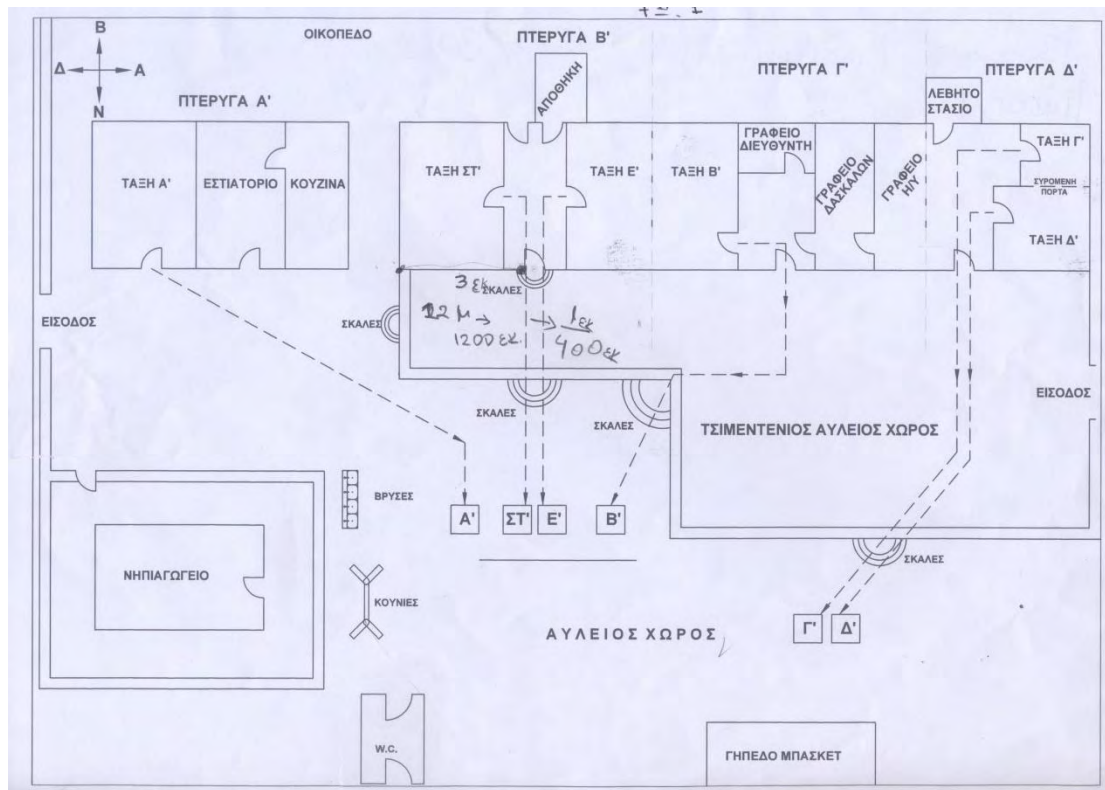 ΟΙΚΟΠΕΔΟ
ΠΤΕΡΥΓΑ Β'
Β
Δ Α
Ν
ΠΤΕΡΥΓΑ Α'
ΑΠΟΘΗΚΗ
ΠΤΕΡΥΓΑ Γ'
ΠΤΕΡΥΓΑ Δ'
ΛΕΒΗΤΟ
ΣΤΑΣΙΟ
ΤΑΞΗ Α'
ΕΣΤΙΑΤΟΡΙΟ
ΚΟΥΖΙΝΑ
ΤΑΞΗ ΣΤ'
ΤΑΞΗ Ε'
ΤΑΞΗ Β'
ΓΡΑΦΕΙΟ
ΔΙΕΥΘΥΝΤΗ
ΓΡΑΦΕΙΟ
ΔΑΣΚΑΛΩΝ
ΓΡΑΦΕΙΟ
Η/Υ
ΤΑΞΗ Γ'
ΣΥΡΟΜΕΝΗ
ΠΟΡΤΑ
ΤΑΞΗ Δ'
3 εκ
ΣΚΑΛΕΣ
ΕΙΣΟΔΟΣ
ΣΚΑΛΕΣ
12 μ →
1200 εκ.
→ 1 εκ
400 εκ
ΣΚΑΛΕΣ
ΣΚΑΛΕΣ
ΤΣΙΜΕΝΤΕΝΙΟΣ ΑΥΛΕΙΟΣ ΧΩΡΟΣ
ΕΙΣΟΔΟΣ
ΒΡΥΣΕΣ
Α'
ΣΤ'
Ε'
Β'
ΣΚΑΛΕΣ
ΝΗΠΙΑΓΩΓΕΙΟ
ΚΟΥΝΙΕΣ
ΑΥΛΕΙΟΣ ΧΩΡΟΣ
Γ'
Δ'
W.C.
ΓΗΠΕΔΟ ΜΠΑΣΚΕΤ